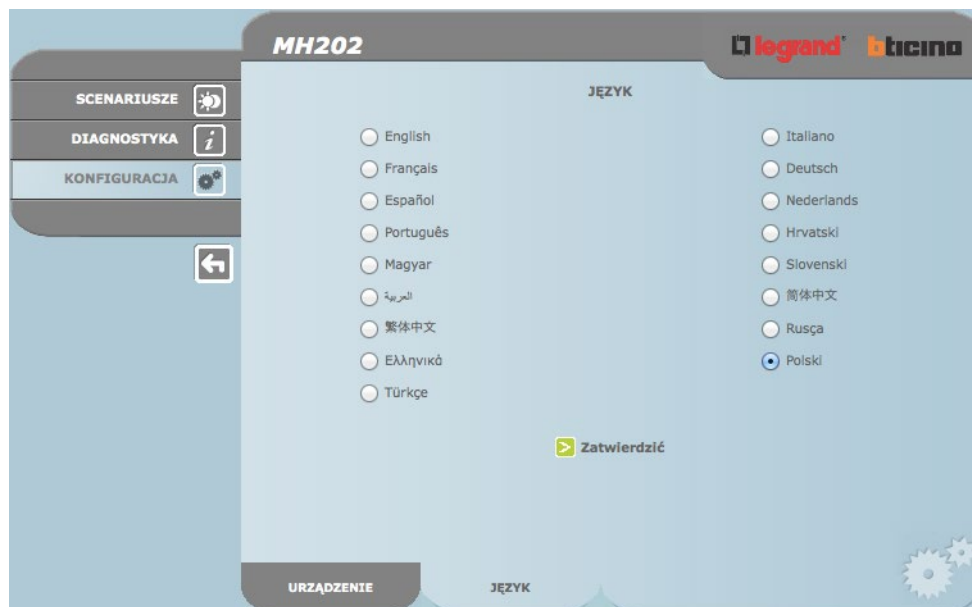 MH202
legrand bticino
SCENARIUSZE
DIAGNOSTYKA
KONFIGURACJA
JĘZYK
English
Français
Español
Português
Magyar
العربية
繁体中文
Ελληνικά
Türkçe
Italiano
Deutsch
Nederlands
Hrvatski
Slovenski
简体中文
Rusça
Polski
Zatwierdzić
URZĄDZENIE
JĘZYK